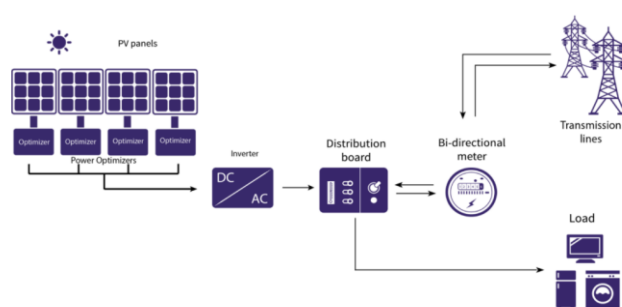 PV panels
Optimizer
Optimizer
Optimizer
Optimizer
Power Optimizers
Inverter
DC
AC
Distribution
board
Bi-directional
meter
Transmission
lines
Load